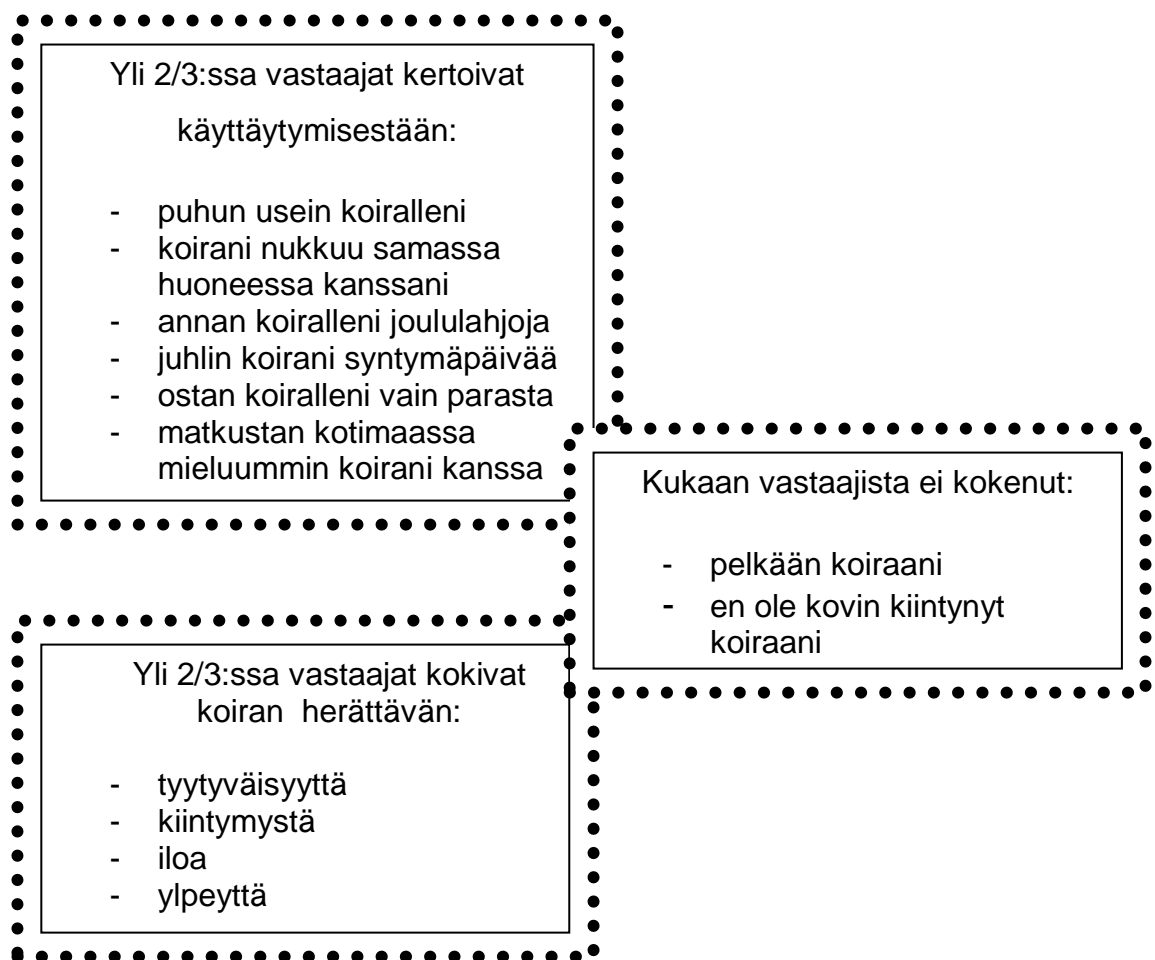 Yli 2/3:ssa vastaajat kertoivat
käyttäytymisestään:
- puhun usein koiralleni
- koirani nukkuu samassa
huoneessa kanssani
- annan koiralleni joululahjoja
- juhlin koirani syntymäpäivää
- ostan koiralleni vain parasta
- matkustan kotimaassa
mieluummin koirani kanssa
Kukaan vastaajista ei kokenut:
- pelkään koiraani
- en ole kovin kiintynyt
koiraani
Yli 2/3:ssa vastaajat kokivat
koiran herättävän:
- tyytyväisyyttä
- kiintymystä
- iloa
- ylpeyttä